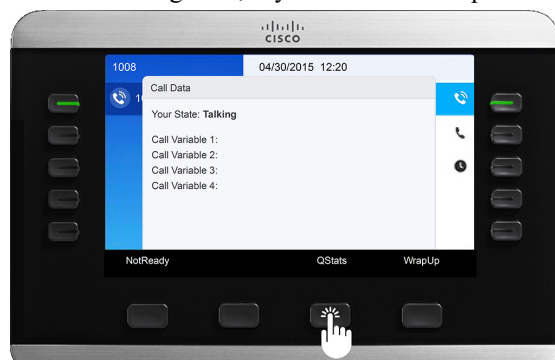 cisco
1008
04/30/2015 12:20
Call Data
Your State: Talking
Call Variable 1:
Call Variable 2:
Call Variable 3:
Call Variable 4:
NotReady QStats WrapUp